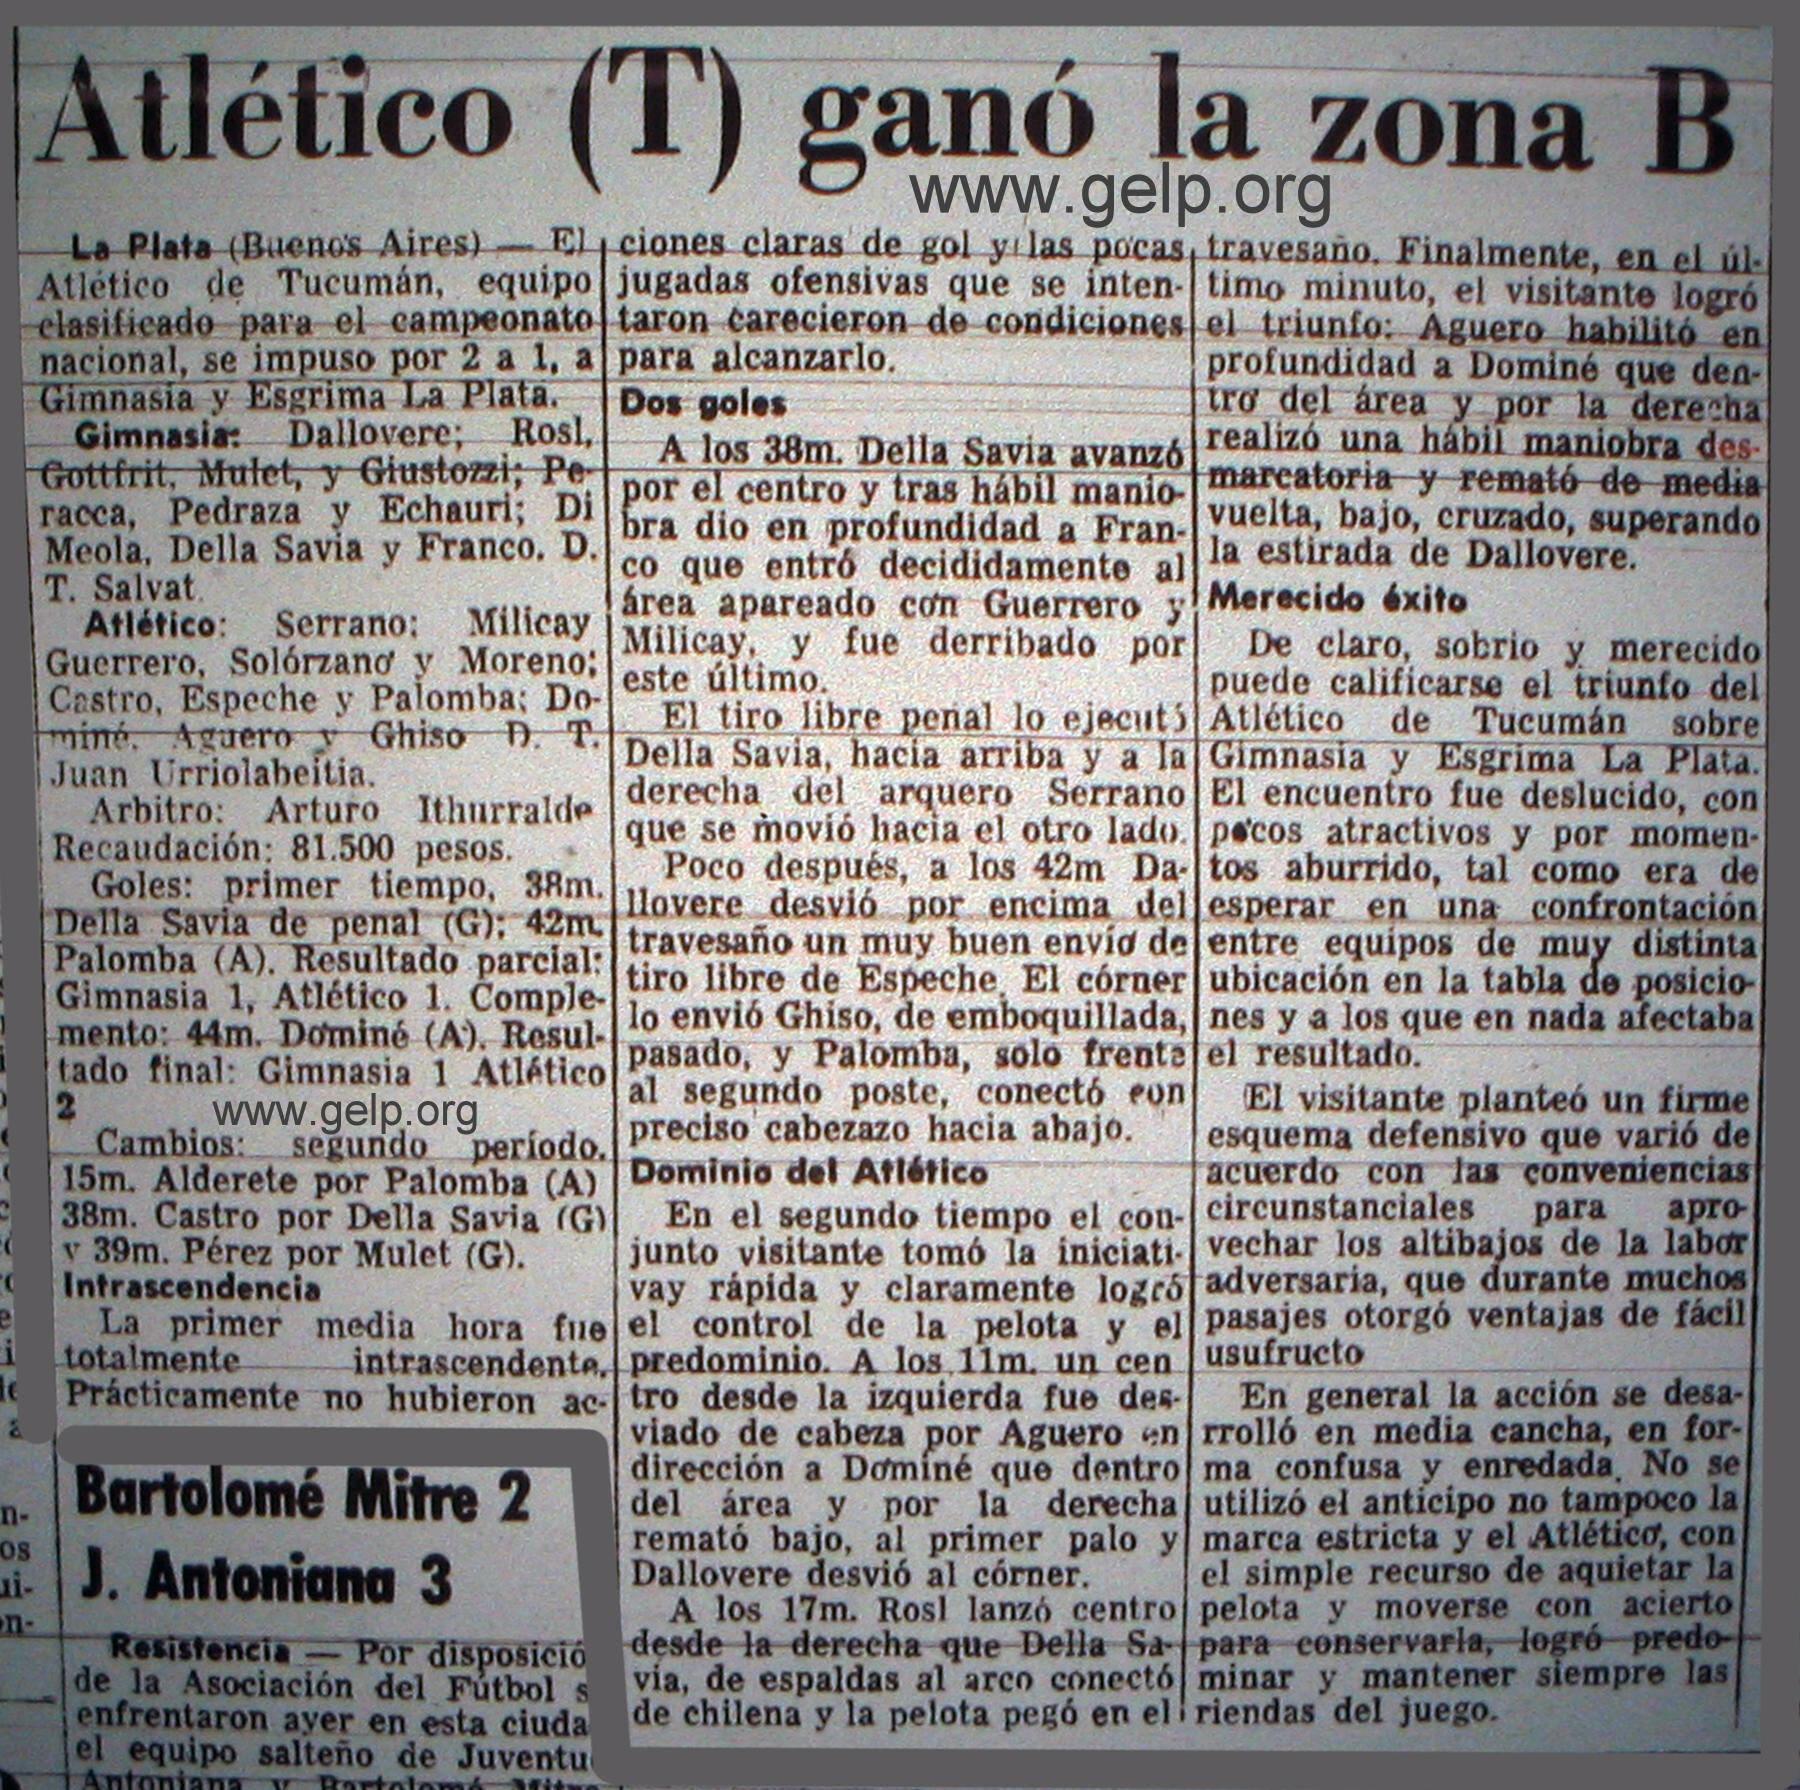 Atlético (T) ganó la zona B
www.gelp.org
La Plata (Buenos Aires) — El
Atlético de Tucumán, equipo
clasificado para el campeonato
nacional, se impuso por 2 a 1, a
Gimnasia y Esgrima La Plata.
Gimnasia: Dallovere; Rosl,
Gottfrit, Mulet, y Giustozzi; Pe-
racca, Pedraza y Echauri; Di
Meola, Della Savia y Franco. D.
T. Salvat.
Atlético: Serrano; Milicay
Guerrero, Solórzano y Moreno;
Castro, Espeche y Palomba; Do-
miné, Aguero y Ghiso D. T.
Juan Urriolabeitia.
Arbitro: Arturo Ithurralde
Recaudación: 81.500 pesos.
Goles: primer tiempo, 38m.
Della Savia de penal (G); 42m.
Palomba (A). Resultado parcial:
Gimnasia 1, Atlético 1. Comple-
mento: 44m. Dominé (A). Resul-
tado final: Gimnasia 1 Atlético
2
www.gelp.org
Cambios: segundo período.
15m. Alderete por Palomba (A)
38m. Castro por Della Savia (G)
y 39m. Pérez por Mulet (G).
Intrascendencia
La primer media hora fue
totalmente intrascendente.
Prácticamente no hubieron ac-
ciones claras de gol y las pocas
jugadas ofensivas que se inten-
taron carecieron de condiciones
para alcanzarlo.
Dos goles
A los 38m. Della Savia avanzó
por el centro y tras hábil manio-
bra dio en profundidad a Fran-
co que entró decididamente al
área apareado con Guerrero y
Milicay, y fue derribado por
este último.
El tiro libre penal lo ejecutó
Della Savia, hacia arriba y a la
derecha del arquero Serrano
que se movió hacia el otro lado.
Poco después, a los 42m Da-
llovere desvió por encima del
travesaño un muy buen envío de
tiro libre de Espeche. El córner
lo envió Ghiso, de emboquillada,
pasado, y Palomba, solo frente
al segundo poste, conectó con
preciso cabezazo hacia abajo.
Dominio del Atlético
En el segundo tiempo el con-
junto visitante tomó la iniciati-
vay rápida y claramente logró
el control de la pelota y el
predominio. A los 11m. un cen
tro desde la izquierda fue des-
viado de cabeza por Aguero en
dirección a Dominé que dentro
del área y por la derecha
remató bajo, al primer palo y
Dallovere desvió al córner.
A los 17m. Rosl lanzó centro
desde la derecha que Della Sa-
via, de espaldas al arco conectó
de chilena y la pelota pegó en el
travesaño. Finalmente, en el úl-
timo minuto, el visitante logró
el triunfo: Aguero habilitó en
profundidad a Dominé que den-
tro del área y por la derecha
realizó una hábil maniobra des-
marcatoria y remató de media
vuelta, bajo, cruzado, superando
la estirada de Dallovere.
Merecido éxito
De claro, sobrio y merecido
puede calificarse el triunfo del
Atlético de Tucumán sobre
Gimnasia y Esgrima La Plata.
El encuentro fue deslucido, con
pocos atractivos y por momen-
tos aburrido, tal como era de
esperar en una confrontación
entre equipos de muy distinta
ubicación en la tabla de posicio-
nes y a los que en nada afectaba
el resultado.
El visitante planteó un firme
esquema defensivo que varió de
acuerdo con las conveniencias
circunstanciales para apro-
vechar los altibajos de la labor
adversaria, que durante muchos
pasajes otorgó ventajas de fácil
usufructo
En general la acción se desa-
rrolló en media cancha, en for-
ma confusa y enredada. No se
utilizó el anticipo no tampoco la
marca estricta y el Atlético, con
el simple recurso de aquietar la
pelota y moverse con acierto
para conservarla, logró predo-
minar y mantener siempre las
riendas del juego.
Bartolomé Mitre 2
J. Antoniana 3
Resistencia — Por disposició
de la Asociación del Fútbol s
enfrentaron ayer en esta ciuda
el equipo salteño de Juventu
Antoniana y Bartolomé Mitre